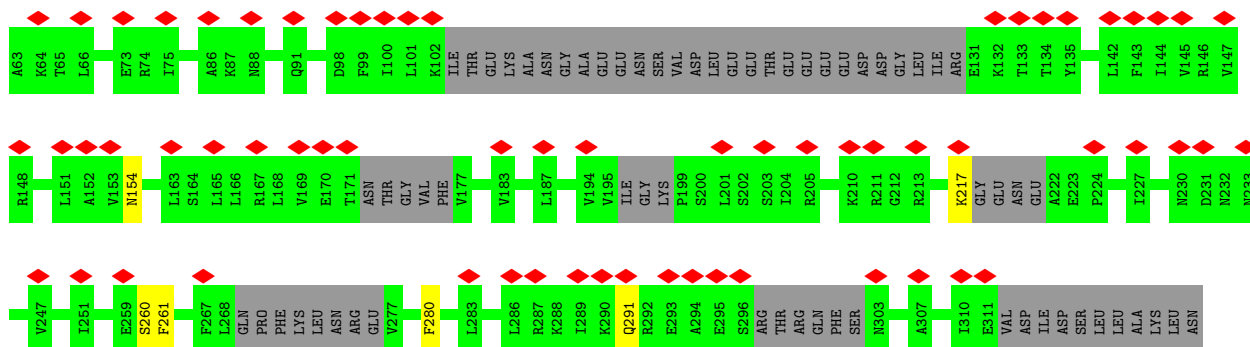 A63 K64 T65 L66 E73 R74 I75 A86 K87 N88 Q91 D98 F99 I100 L101 K102 ILE THR GLU LYS ALA ASN GLY ALA GLU GLU ASN SER VAL ASP LEU GLU GLU THR GLU GLU GLU GLU ASP ASP GLY LEU ILE ARG E131 K132 T133 T134 Y135 L142 F143 I144 V145 R146 V147
R148 L151 A152 V153 N154 L163 S164 L165 L166 R167 L168 V169 E170 T171 ASN THR GLY VAL PHE V177 V183 L187 V194 V195 ILE GLY LYS P199 S200 L201 S202 S203 I204 R205 K210 R211 G212 R213 K217 GLY GLU ASN GLU A222 E223 P224 I227 N230 D231 N232 N233
V247 I251 E259 S260 F261 F267 L268 GLN PRO PHE LYS LEU ASN ARG GLU V277 F280 L283 L286 R287 K288 I289 K290 Q291 R292 E293 A294 E295 S296 ARG THR ARG GLN PHE SER N303 A307 I310 E311 VAL ASP ILE ASP SER LEU LEU ALA LYS LEU ASN